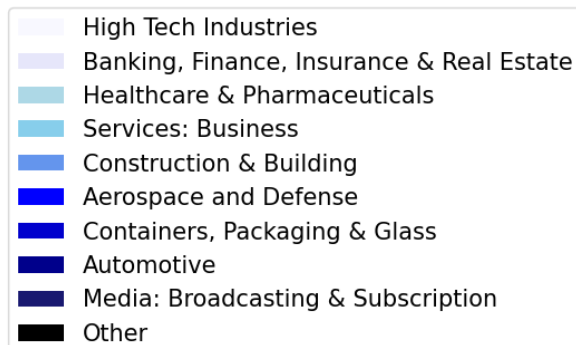 High Tech Industries
Banking, Finance, Insurance & Real Estate
Healthcare & Pharmaceuticals
Services: Business
Construction & Building
Aerospace and Defense
Containers, Packaging & Glass
Automotive
Media: Broadcasting & Subscription
Other